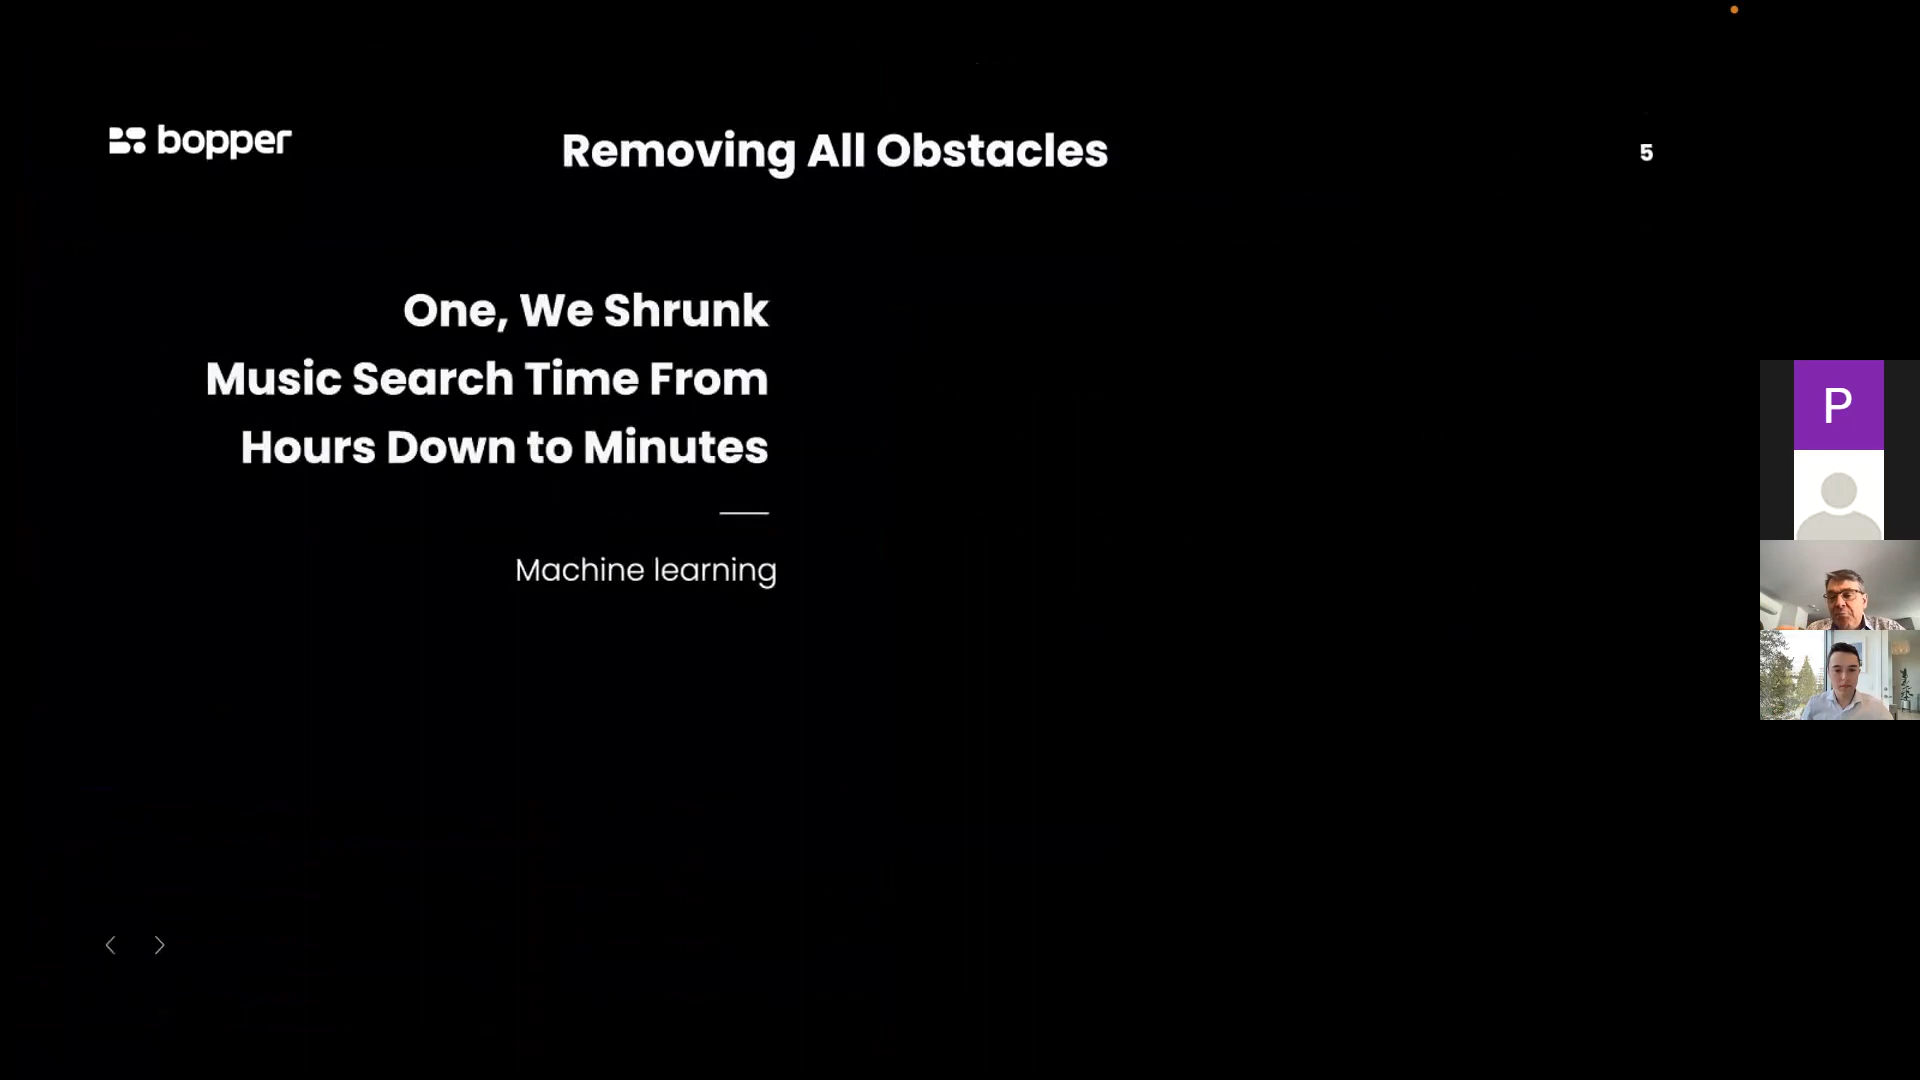 bopper
Removing All Obstacles
5
One, We Shrunk
Music Search Time From
Hours Down to Minutes
Machine learning
P